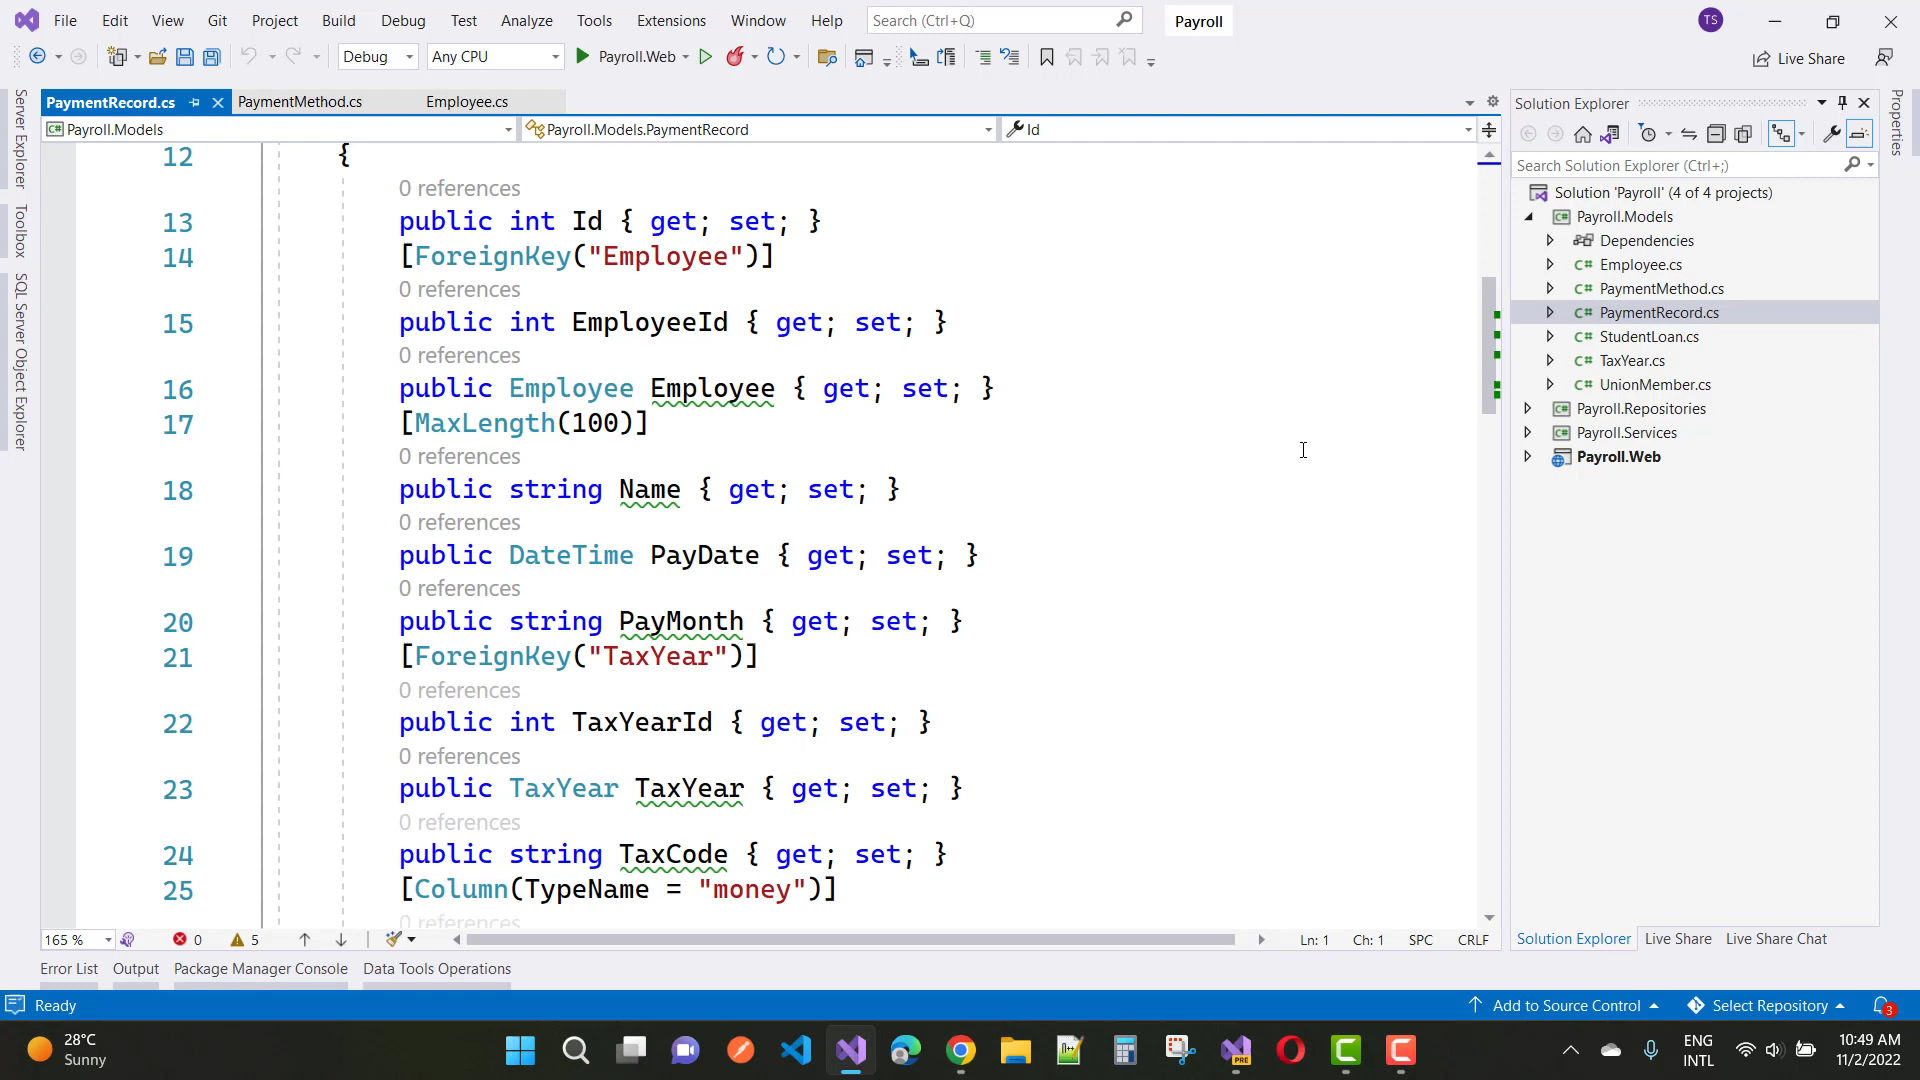 File Edit View Git Project Build Debug Test Analyze Tools Extensions Window Help Search (Ctrl+Q) Payroll TS
Debug Any CPU Payroll.Web Live Share
PaymentRecord.cs PaymentMethod.cs Employee.cs
Payroll.Models Payroll.Models.PaymentRecord Id
12 {
0 references
13 public int Id { get; set; }
14 [ForeignKey("Employee")]
0 references
15 public int EmployeeId { get; set; }
0 references
16 public Employee Employee { get; set; }
17 [MaxLength(100)]
0 references
18 public string Name { get; set; }
0 references
19 public DateTime PayDate { get; set; }
0 references
20 public string PayMonth { get; set; }
21 [ForeignKey("TaxYear")]
0 references
22 public int TaxYearId { get; set; }
0 references
23 public TaxYear TaxYear { get; set; }
0 references
24 public string TaxCode { get; set; }
25 [Column(TypeName = "money")]
0 references
165 % 0 5 Ln: 1 Ch: 1 SPC CRLF
Error List Output Package Manager Console Data Tools Operations
Server Explorer
Toolbox
SQL Server Object Explorer
Solution Explorer
Search Solution Explorer (Ctrl+;)
Solution 'Payroll' (4 of 4 projects)
C# Payroll.Models
Dependencies
C# Employee.cs
C# PaymentMethod.cs
C# PaymentRecord.cs
C# StudentLoan.cs
C# TaxYear.cs
C# UnionMember.cs
C# Payroll.Repositories
C# Payroll.Services
Payroll.Web
Solution Explorer Live Share Live Share Chat
Properties
Ready Add to Source Control Select Repository 3
28°C
Sunny
PRE
ENG
INTL
10:49 AM
11/2/2022